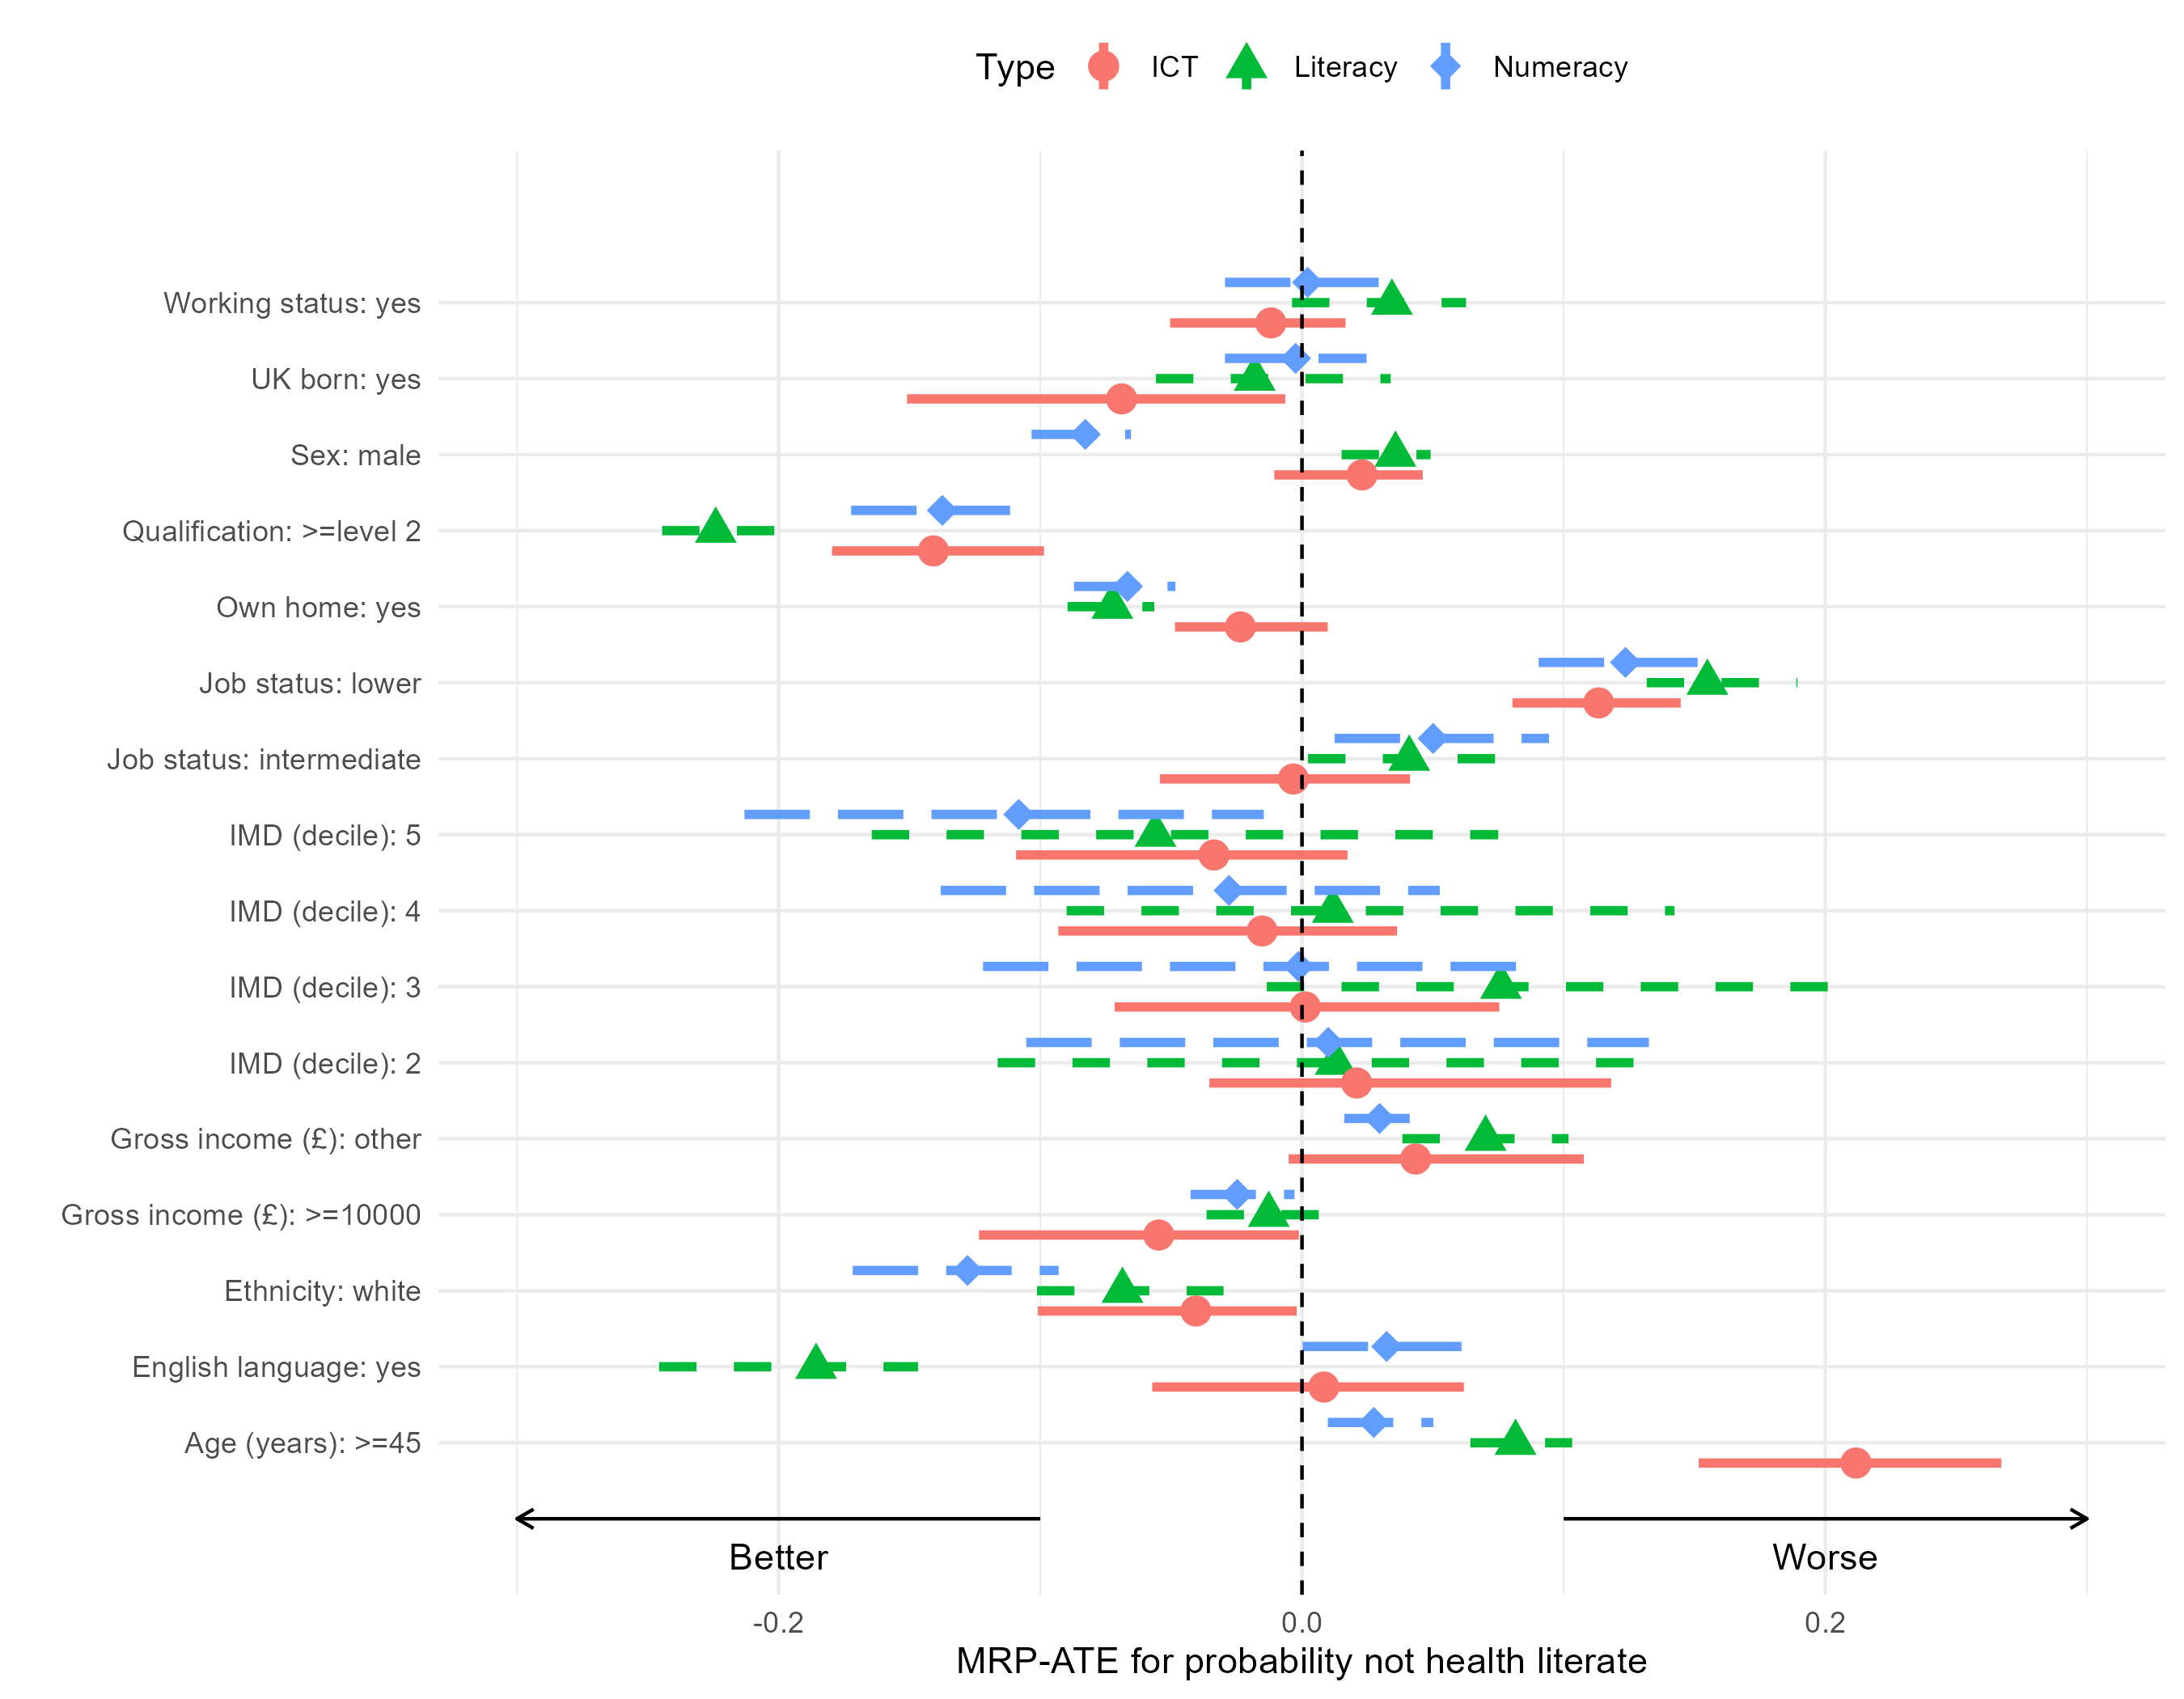 Type ICT Literacy Numeracy
Working status: yes
UK born: yes
Sex: male
Qualification: >=level 2
Own home: yes
Job status: lower
Job status: intermediate
IMD (decile): 5
IMD (decile): 4
IMD (decile): 3
IMD (decile): 2
Gross income (£): other
Gross income (£): >=10000
Ethnicity: white
English language: yes
Age (years): >=45
Better Worse
-0.2 0.0 0.2
MRP-ATE for probability not health literate